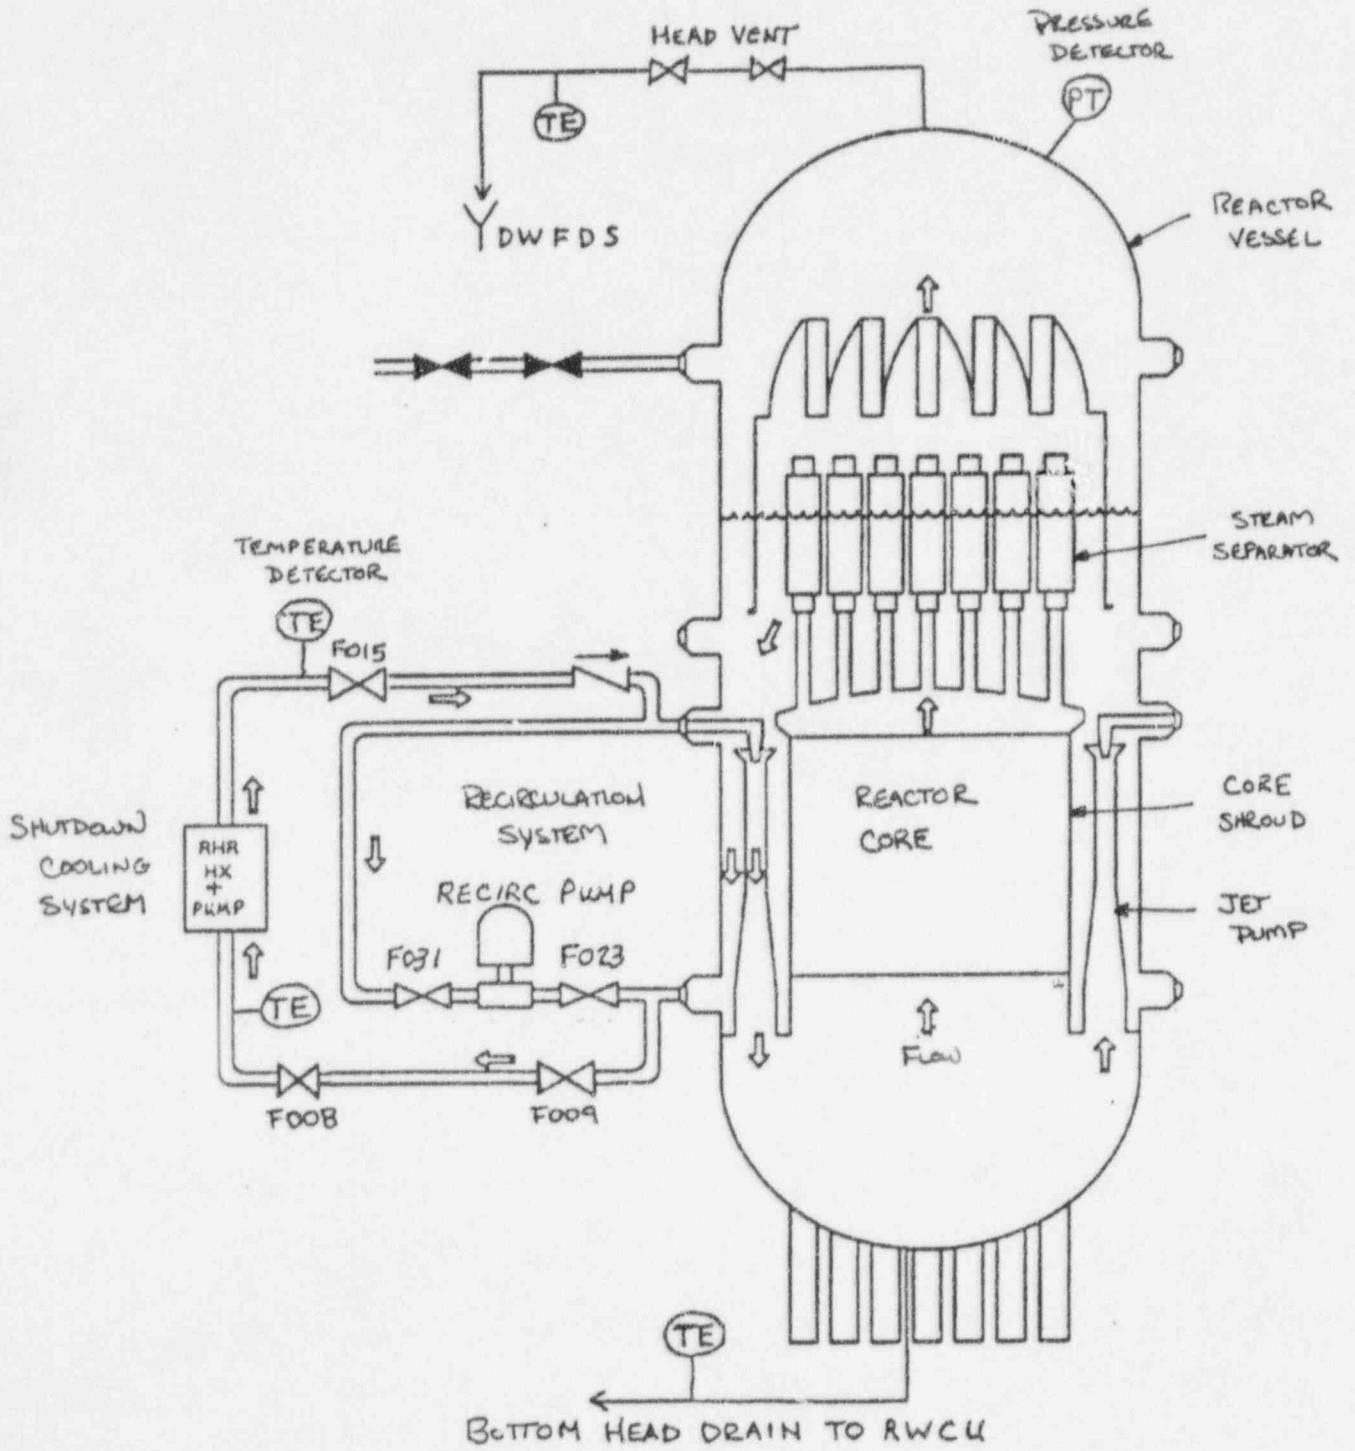 PRESSURE
DETECTOR
PT
HEAD VENT
TE
DWFDS
REACTOR
VESSEL
STEAM
SEPARATOR
TEMPERATURE
DETECTOR
TE
F015
SHUTDOWN
COOLING
SYSTEM
RHR
HX
+
PUMP
RECIRCULATION
SYSTEM
RECIRC PUMP
F031
F023
TE
F008
F009
REACTOR
CORE
CORE
SHROUD
JET
PUMP
FLOW
TE
BOTTOM HEAD DRAIN TO RWCU